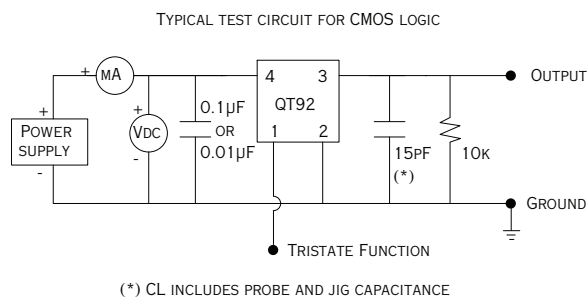 TYPICAL TEST CIRCUIT FOR CMOS LOGIC
+ MA
4 3 OUTPUT
+ + 0.1µF QT92
POWER SUPPLY VDC OR
0.01µF 1 2 15PF 10K
- - (*)
GROUND
TRISTATE FUNCTION
(*) CL INCLUDES PROBE AND JIG CAPACITANCE